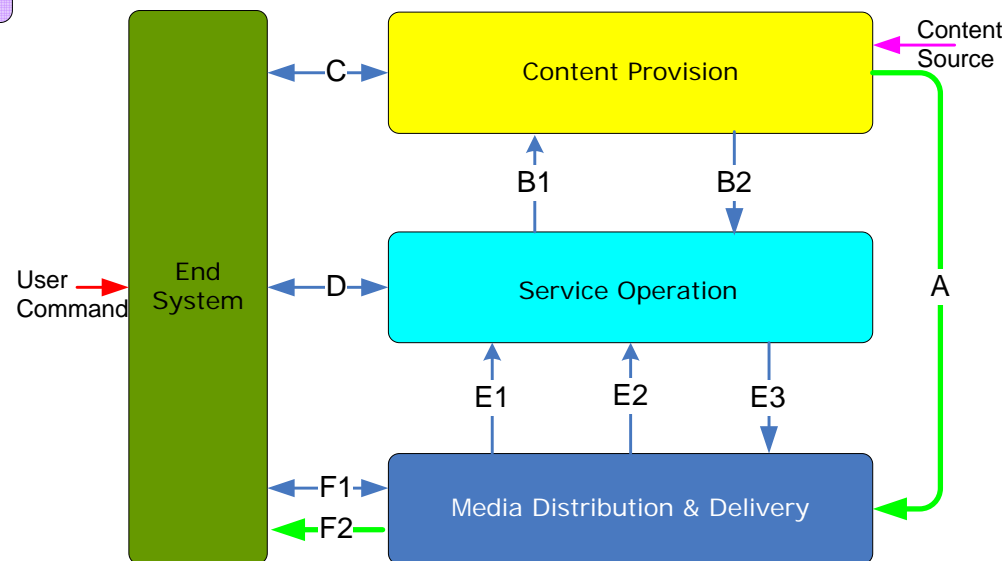 Content
Source
Content Provision
C
B1
B2
User
Command
End
System
D
Service Operation
A
E1
E2
E3
F1
F2
Media Distribution & Delivery